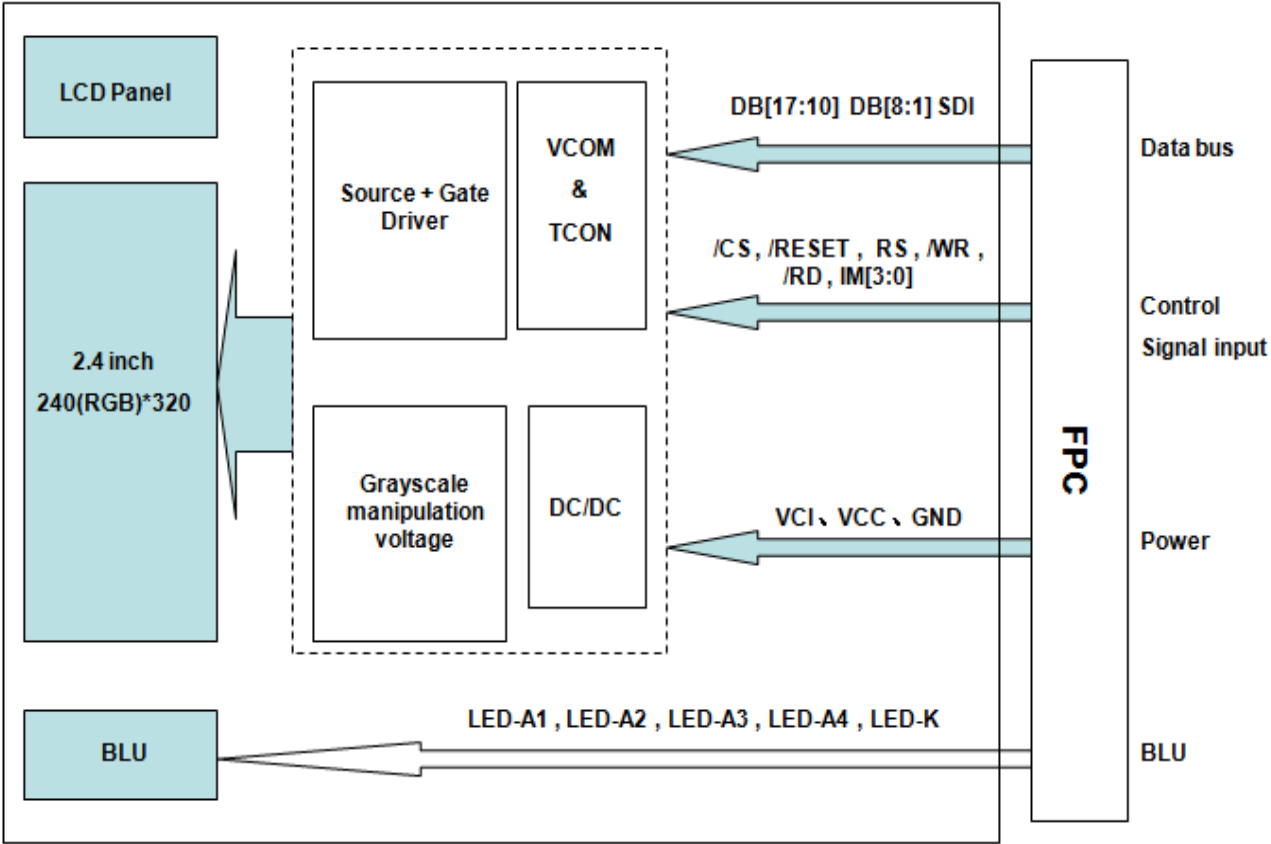 LCD Panel
2.4 inch
240(RGB)*320
BLU
Source + Gate
Driver
VCOM
&
TCON
Grayscale
manipulation
voltage
DC/DC
DB[17:10] DB[8:1] SDI
/CS , /RESET , RS , /WR ,
/RD , IM[3:0]
VCI、VCC、GND
LED-A1 , LED-A2 , LED-A3 , LED-A4 , LED-K
FPC
Data bus
Control
Signal input
Power
BLU